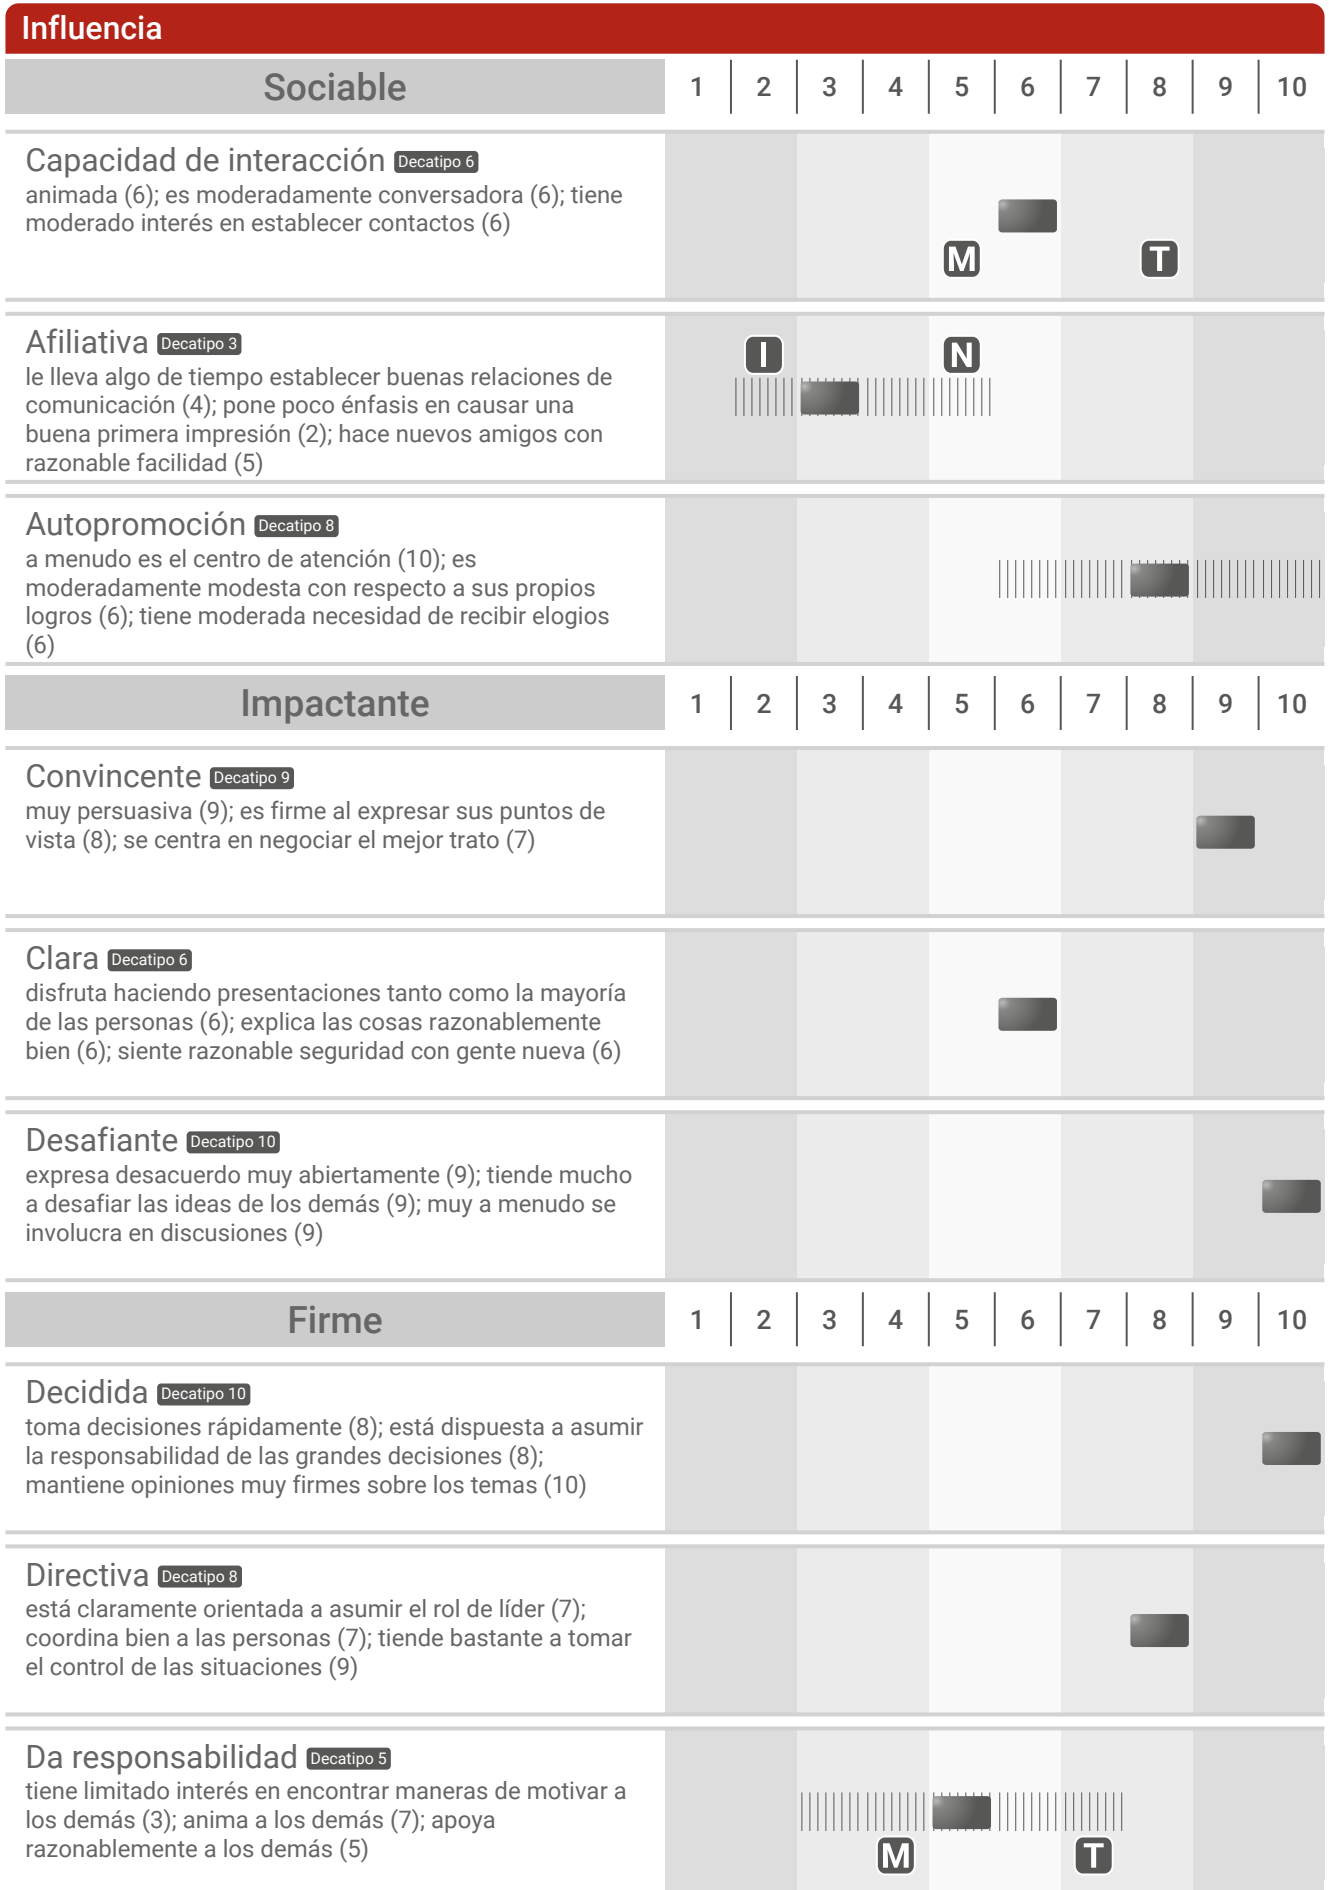 Influencia
Sociable 1 2 3 4 5 6 7 8 9 10
Capacidad de interacción Decatipo 6
animada (6); es moderadamente conversadora (6); tiene
moderado interés en establecer contactos (6)
M T
Afiliativa Decatipo 3
I N
le lleva algo de tiempo establecer buenas relaciones de
comunicación (4); pone poco énfasis en causar una
buena primera impresión (2); hace nuevos amigos con
razonable facilidad (5)
Autopromoción Decatipo 8
a menudo es el centro de atención (10); es
moderadamente modesta con respecto a sus propios
logros (6); tiene moderada necesidad de recibir elogios
(6)
Impactante 1 2 3 4 5 6 7 8 9 10
Convincente Decatipo 9
muy persuasiva (9); es firme al expresar sus puntos de
vista (8); se centra en negociar el mejor trato (7)
Clara Decatipo 6
disfruta haciendo presentaciones tanto como la mayoría
de las personas (6); explica las cosas razonablemente
bien (6); siente razonable seguridad con gente nueva (6)
Desafiante Decatipo 10
expresa desacuerdo muy abiertamente (9); tiende mucho
a desafiar las ideas de los demás (9); muy a menudo se
involucra en discusiones (9)
Firme 1 2 3 4 5 6 7 8 9 10
Decidida Decatipo 10
toma decisiones rápidamente (8); está dispuesta a asumir
la responsabilidad de las grandes decisiones (8);
mantiene opiniones muy firmes sobre los temas (10)
Directiva Decatipo 8
está claramente orientada a asumir el rol de líder (7);
coordina bien a las personas (7); tiende bastante a tomar
el control de las situaciones (9)
Da responsabilidad Decatipo 5
tiene limitado interés en encontrar maneras de motivar a
los demás (3); anima a los demás (7); apoya
razonablemente a los demás (5)
M T